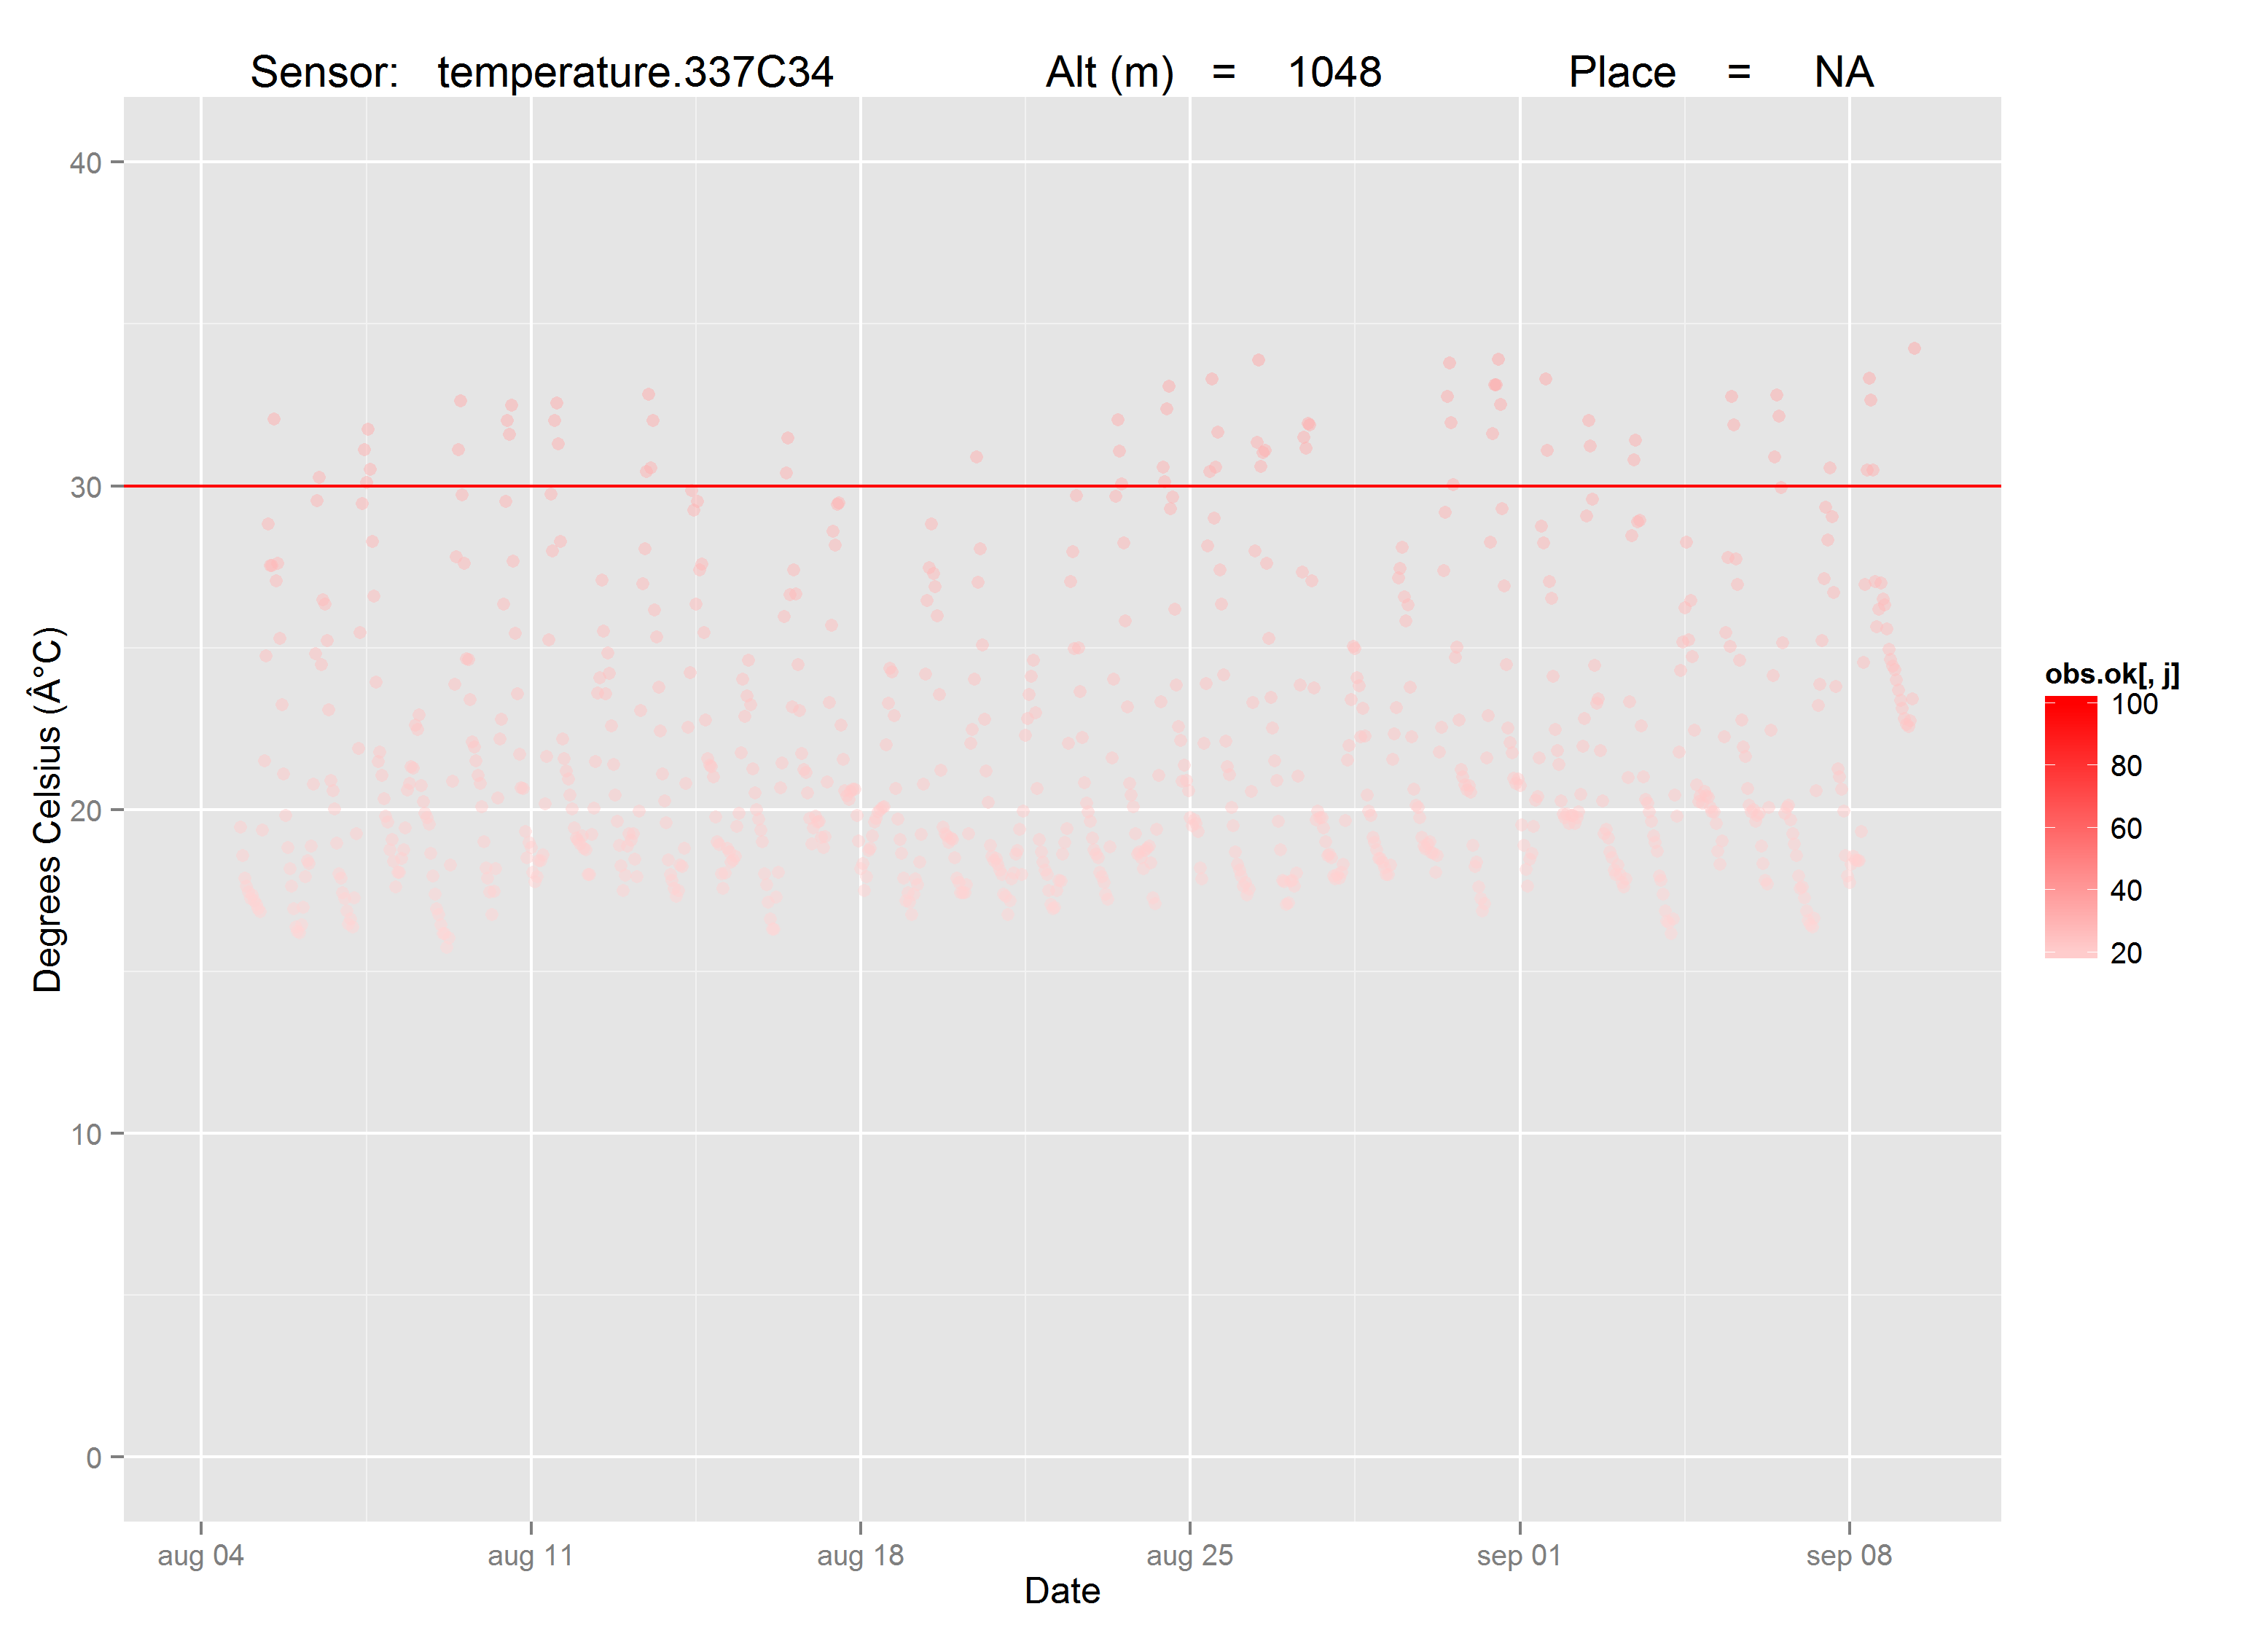 Sensor: temperature.337C34 Alt (m) = 1048 Place = NA
40
30
20
10
0
Degrees Celsius (Â°C)
aug 04 aug 11 aug 18 aug 25 sep 01 sep 08
Date
obs.ok[, j]
100
80
60
40
20